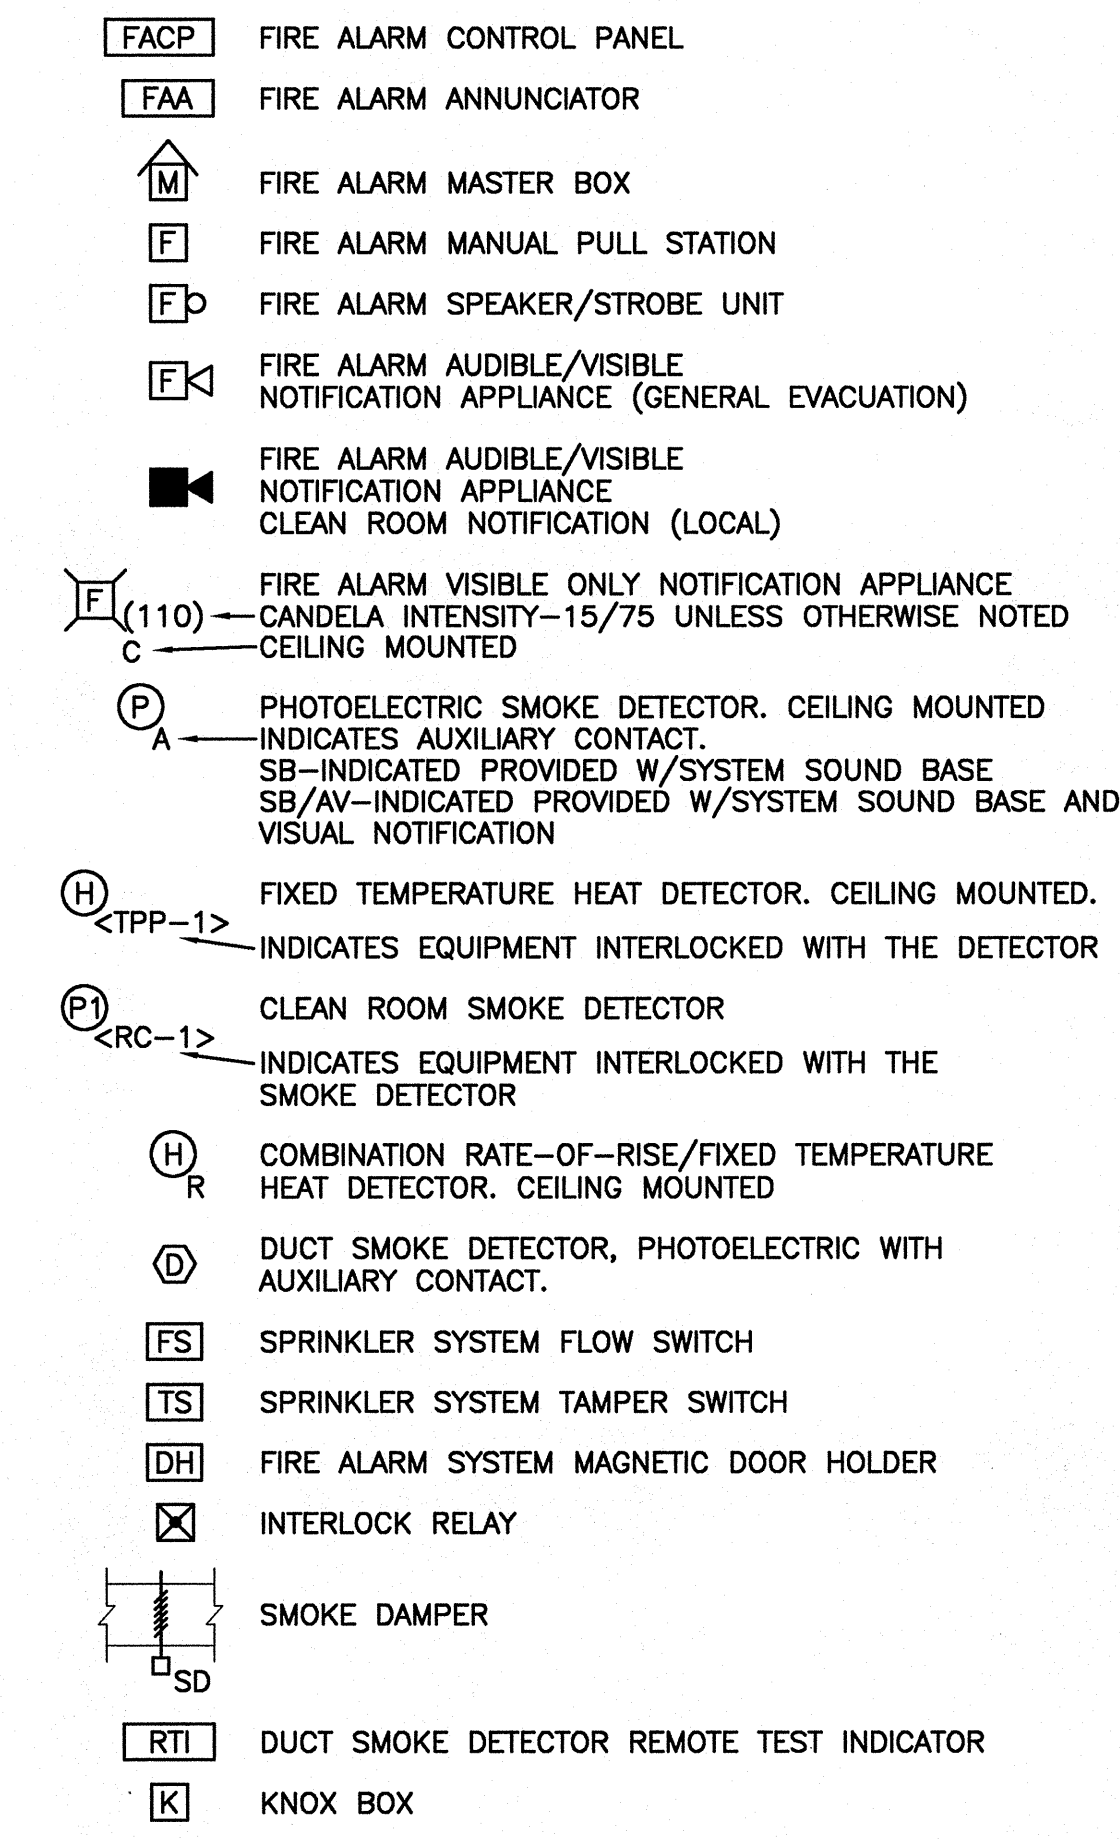 FACP FIRE ALARM CONTROL PANEL
FAA FIRE ALARM ANNUNCIATOR
M FIRE ALARM MASTER BOX
F FIRE ALARM MANUAL PULL STATION
F FIRE ALARM SPEAKER/STROBE UNIT
FIRE ALARM AUDIBLE/VISIBLE
F NOTIFICATION APPLIANCE (GENERAL EVACUATION)
FIRE ALARM AUDIBLE/VISIBLE
NOTIFICATION APPLIANCE
CLEAN ROOM NOTIFICATION (LOCAL)
F FIRE ALARM VISIBLE ONLY NOTIFICATION APPLIANCE
(110) CANDELA INTENSITY-15/75 UNLESS OTHERWISE NOTED
C CEILING MOUNTED
P PHOTOELECTRIC SMOKE DETECTOR. CEILING MOUNTED
A INDICATES AUXILIARY CONTACT.
SB-INDICATED PROVIDED W/SYSTEM SOUND BASE
SB/AV-INDICATED PROVIDED W/SYSTEM SOUND BASE AND
VISUAL NOTIFICATION
H FIXED TEMPERATURE HEAT DETECTOR. CEILING MOUNTED.
<TPP-1>
INDICATES EQUIPMENT INTERLOCKED WITH THE DETECTOR
P1 CLEAN ROOM SMOKE DETECTOR
<RC-1>
INDICATES EQUIPMENT INTERLOCKED WITH THE
SMOKE DETECTOR
H COMBINATION RATE-OF-RISE/FIXED TEMPERATURE
R HEAT DETECTOR. CEILING MOUNTED
D DUCT SMOKE DETECTOR, PHOTOELECTRIC WITH
AUXILIARY CONTACT.
FS SPRINKLER SYSTEM FLOW SWITCH
TS SPRINKLER SYSTEM TAMPER SWITCH
DH FIRE ALARM SYSTEM MAGNETIC DOOR HOLDER
INTERLOCK RELAY
SMOKE DAMPER
SD
RTI DUCT SMOKE DETECTOR REMOTE TEST INDICATOR
K KNOX BOX